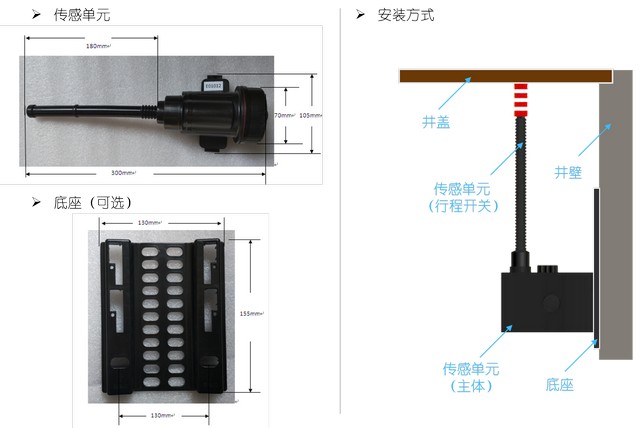 ➤ 传感单元
180mm
101012
70mm
105mm
300mm
➤ 底座（可选）
130mm
155mm
130mm
➤ 安装方式
井盖
传感单元
（行程开关）
井壁
传感单元
（主体）
底座